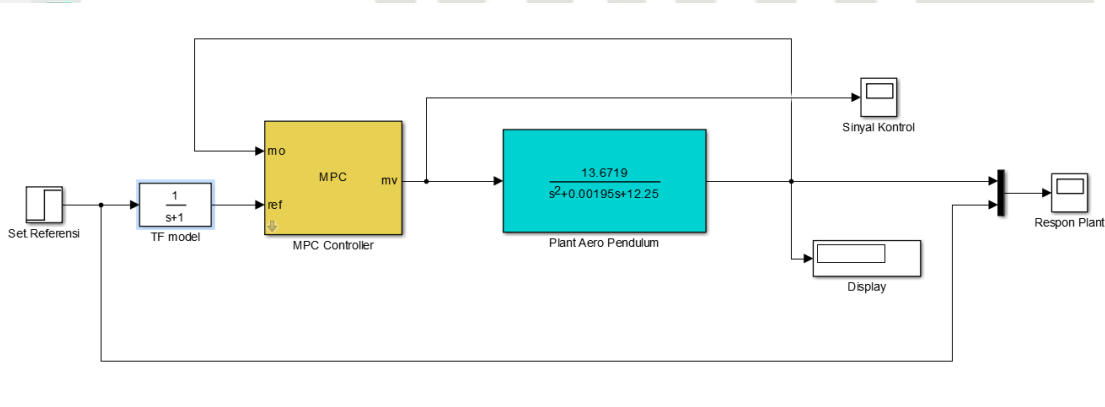 Sinyal Kontrol
mo
MPC
mv
ref
MPC Controller
13.6719
s2+0.00195s+12.25
Plant Aero Pendulum
Set Referensi
1
s+1
TF model
Respon Plant
Display